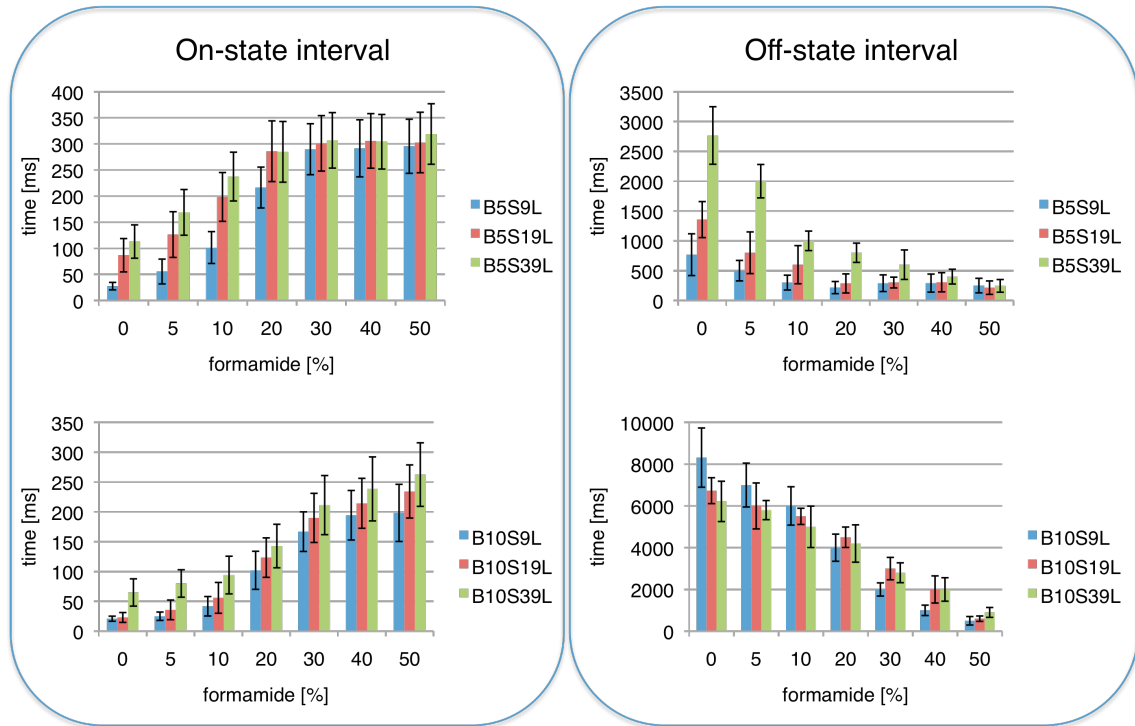 On-state interval
400
350
300
250
200
150
100
50
0
time [ms]
0 5 10 20 30 40 50
formamide [%]
B5S9L
B5S19L
B5S39L
350
300
250
200
150
100
50
0
time [ms]
0 5 10 20 30 40 50
formamide [%]
B10S9L
B10S19L
B10S39L
Off-state interval
3500
3000
2500
2000
1500
1000
500
0
time [ms]
0 5 10 20 30 40 50
formamide [%]
B5S9L
B5S19L
B5S39L
10000
8000
6000
4000
2000
0
time [ms]
0 5 10 20 30 40 50
formamide [%]
B10S9L
B10S19L
B10S39L